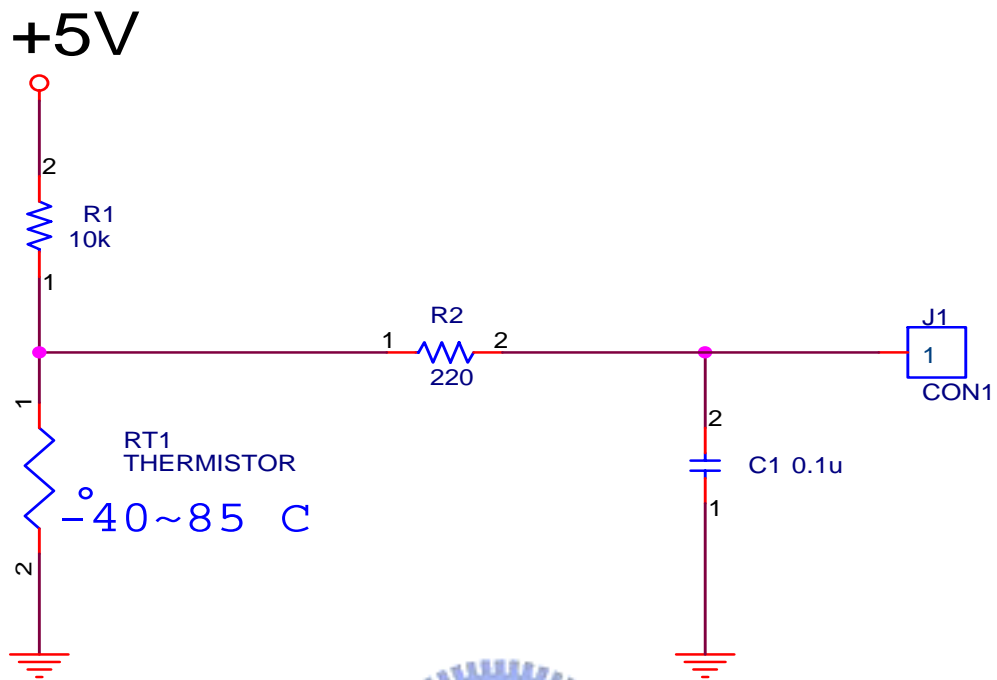 +5V
2
R1
10k
1
R2
1
2
220
J1
1
CON1
1
RT1
THERMISTOR
-40~85 °C
2
2
C1 0.1u
1